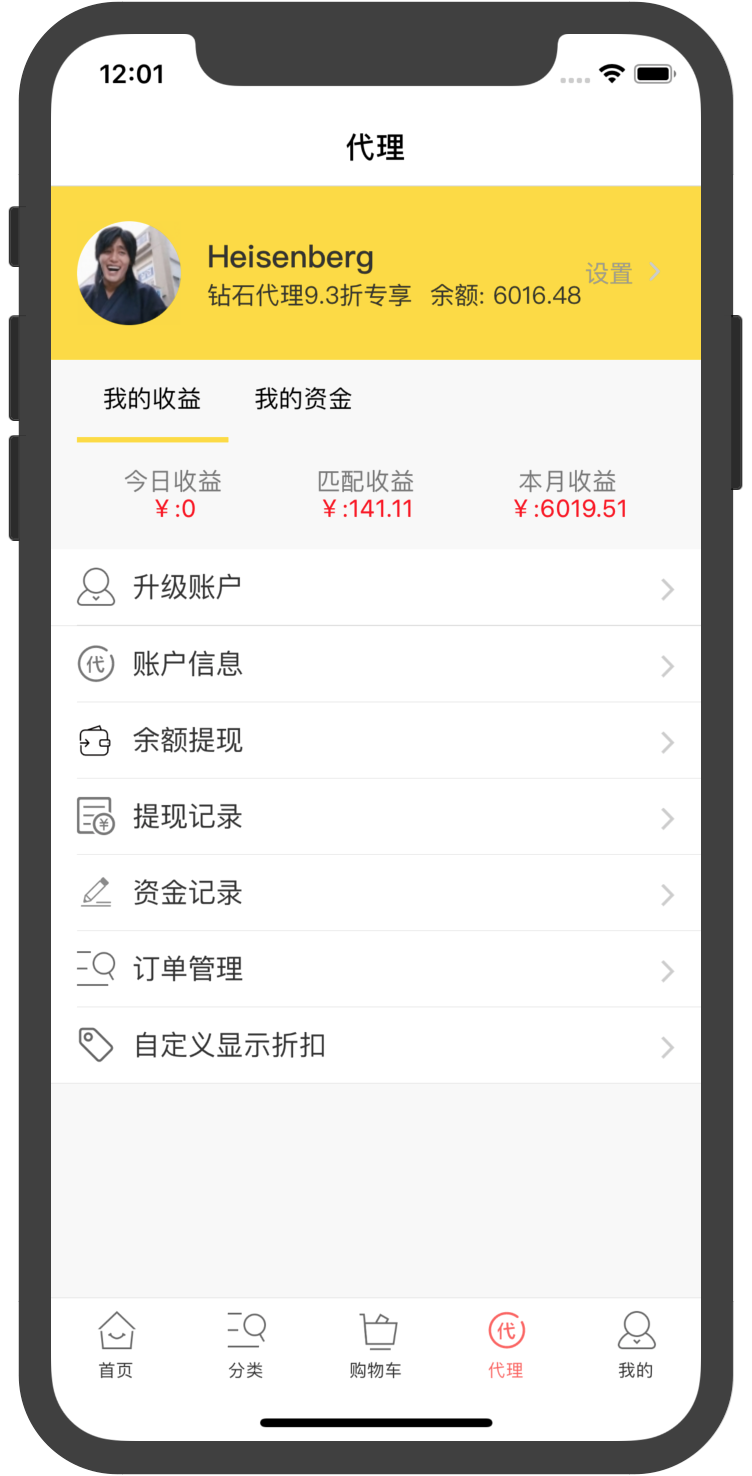 12:01
代理
Heisenberg
设置
钻石代理9.3折专享 余额: 6016.48
我的收益 我的资金
今日收益 匹配收益 本月收益
¥:0 ¥:141.11 ¥:6019.51
升级账户
代 账户信息
余额提现
¥ 提现记录
资金记录
订单管理
自定义显示折扣
代
首页 分类 购物车 代理 我的